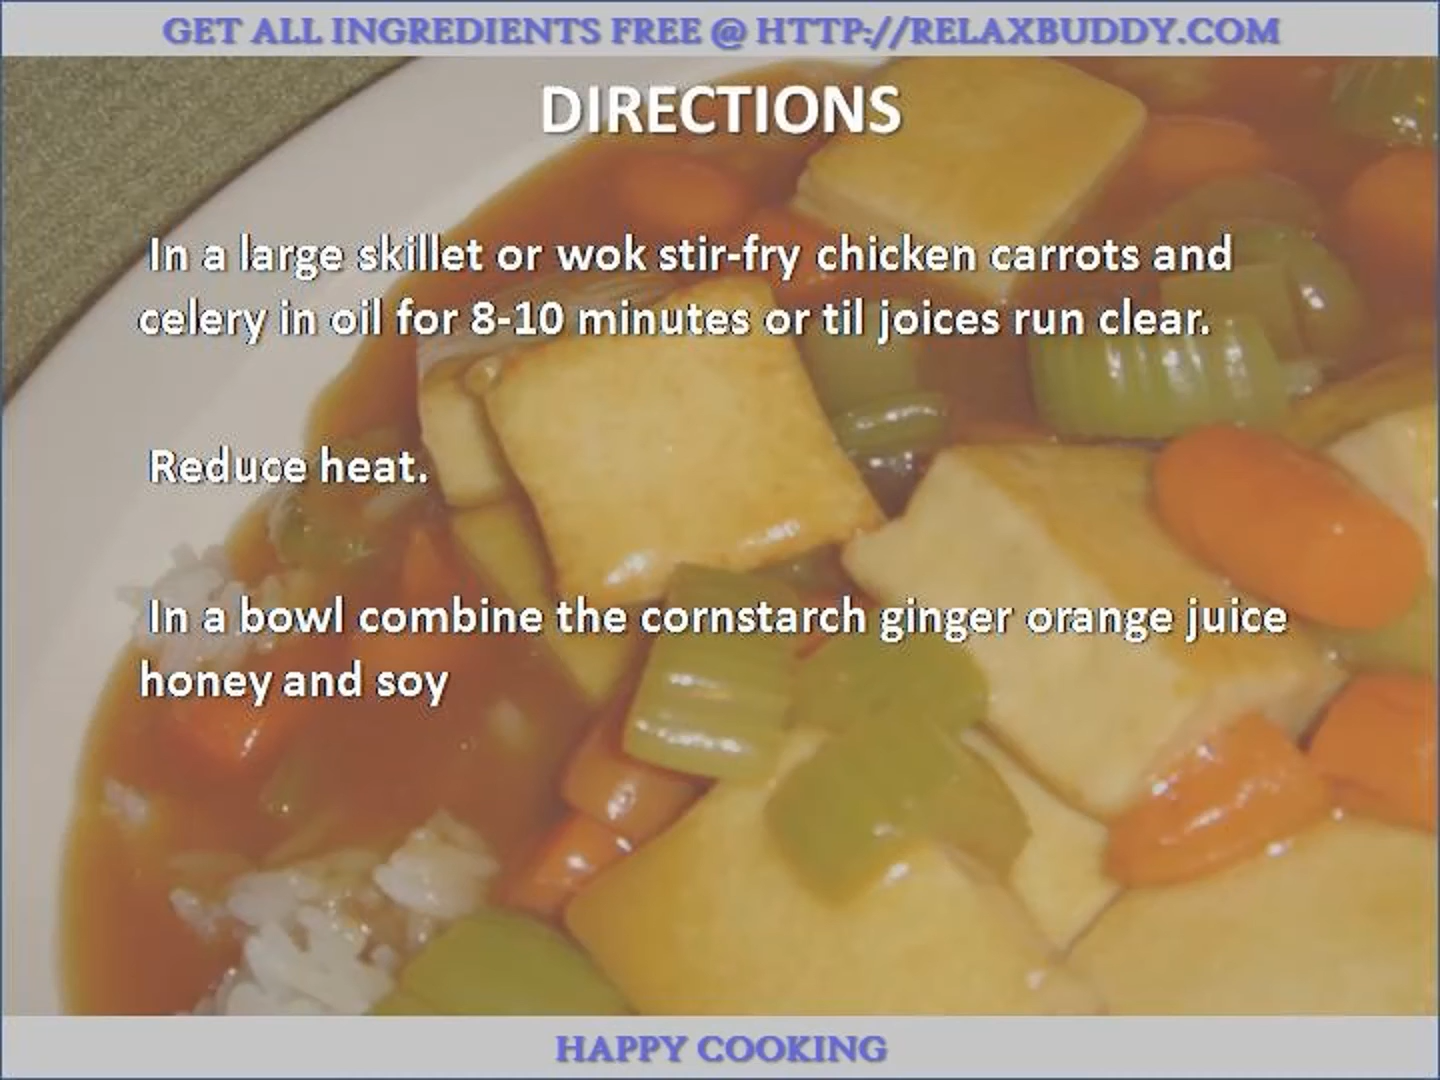 GET ALL INGREDIENTS FREE @ HTTP://RELAXBUDDY.COM
DIRECTIONS
In a large skillet or wok stir-fry chicken carrots and
celery in oil for 8-10 minutes or til joices run clear.
Reduce heat.
In a bowl combine the cornstarch ginger orange juice
honey and soy
HAPPY COOKING